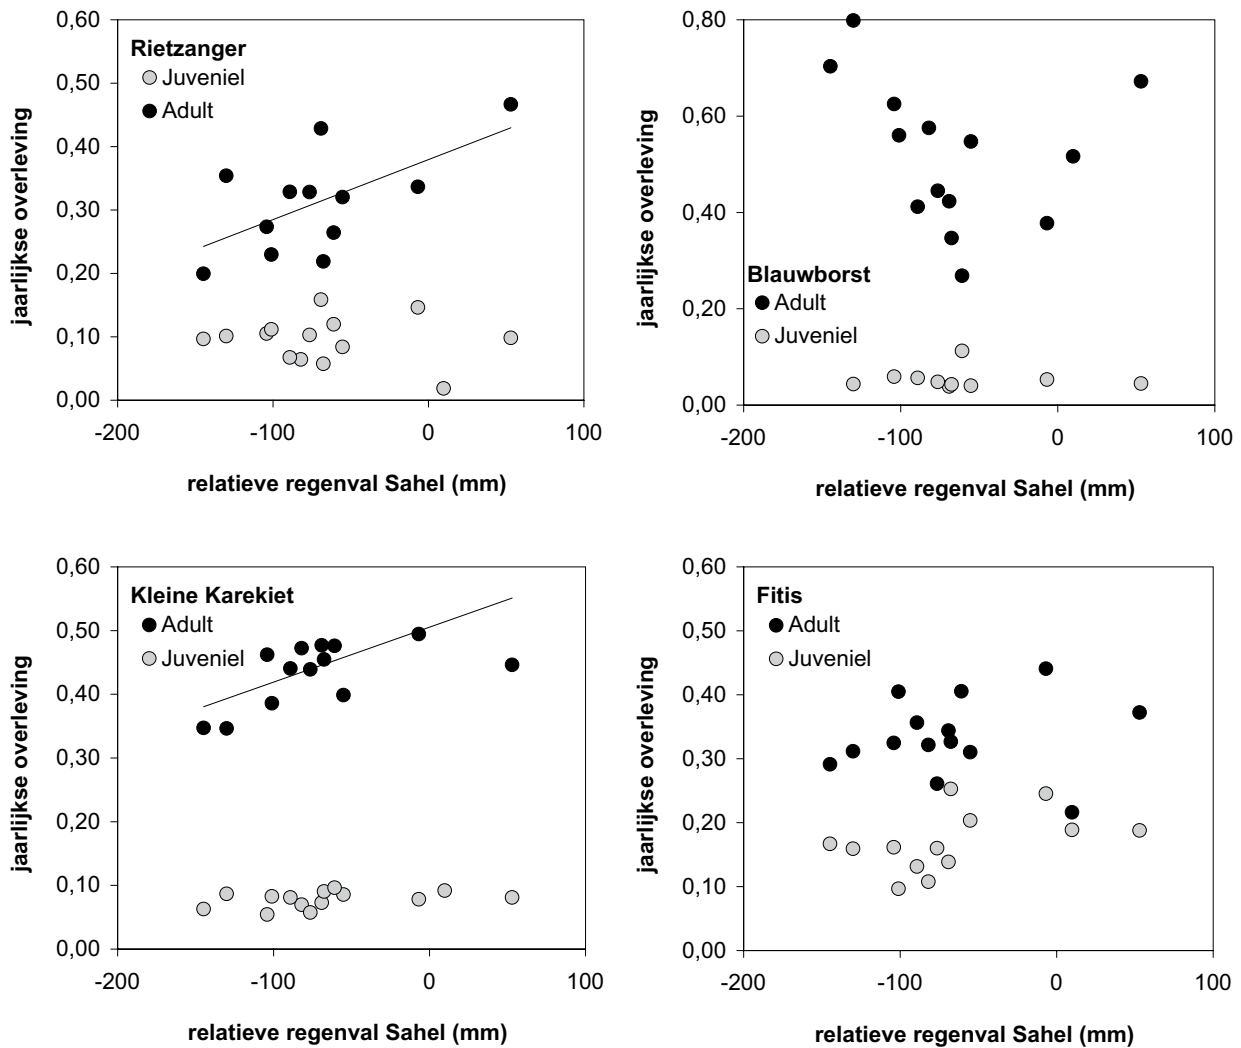 Rietzanger
Juveniel
Adult
0,60
0,50
0,40
0,30
0,20
0,10
0,00
-200
-100
0
100
jaarlijkse overleving
relatieve regenval Sahel (mm)
Blauwborst
Adult
Juveniel
0,80
0,60
0,40
0,20
0,00
-200
-100
0
100
jaarlijkse overleving
relatieve regenval Sahel (mm)
Kleine Karekiet
Adult
Juveniel
0,60
0,50
0,40
0,30
0,20
0,10
0,00
-200
-100
0
100
jaarlijkse overleving
relatieve regenval Sahel (mm)
Fitis
Adult
Juveniel
0,60
0,50
0,40
0,30
0,20
0,10
0,00
-200
-100
0
100
jaarlijkse overleving
relatieve regenval Sahel (mm)